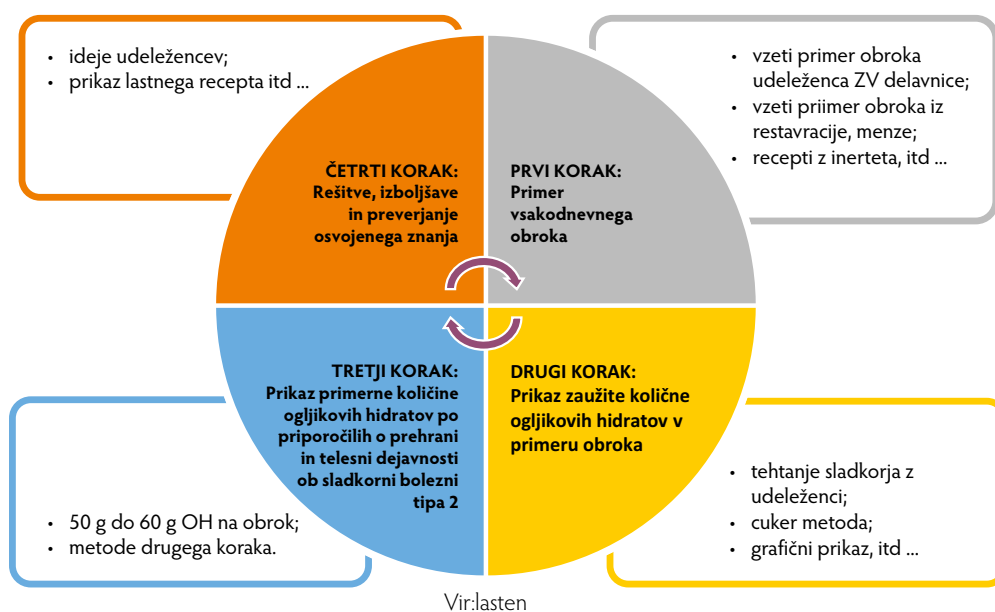 • ideje udeležencev;
• prikaz lastnega recepta itd ...
• vzeti primer obroka
udeleženca ZV delavnice;
• vzeti priimer obroka iz
restavracije, menze;
• recepti z inerteta, itd ...
ČETRTI KORAK:
Rešitve, izboljšave
in preverjanje
osvojenega znanja
PRVI KORAK:
Primer
vsakodnevnega
obroka
TRETJI KORAK:
Prikaz primerne količine
ogljikovih hidratov po
priporočilih o prehrani
in telesni dejavnosti
ob sladkorni bolezni
tipa 2
DRUGI KORAK:
Prikaz zaužite količne
ogljikovih hidratov v
primeru obroka
• 50 g do 60 g OH na obrok;
• metode drugega koraka.
• tehtanje sladkorja z
udeleženci;
• cuker metoda;
• grafični prikaz, itd ...
Vir:lasten